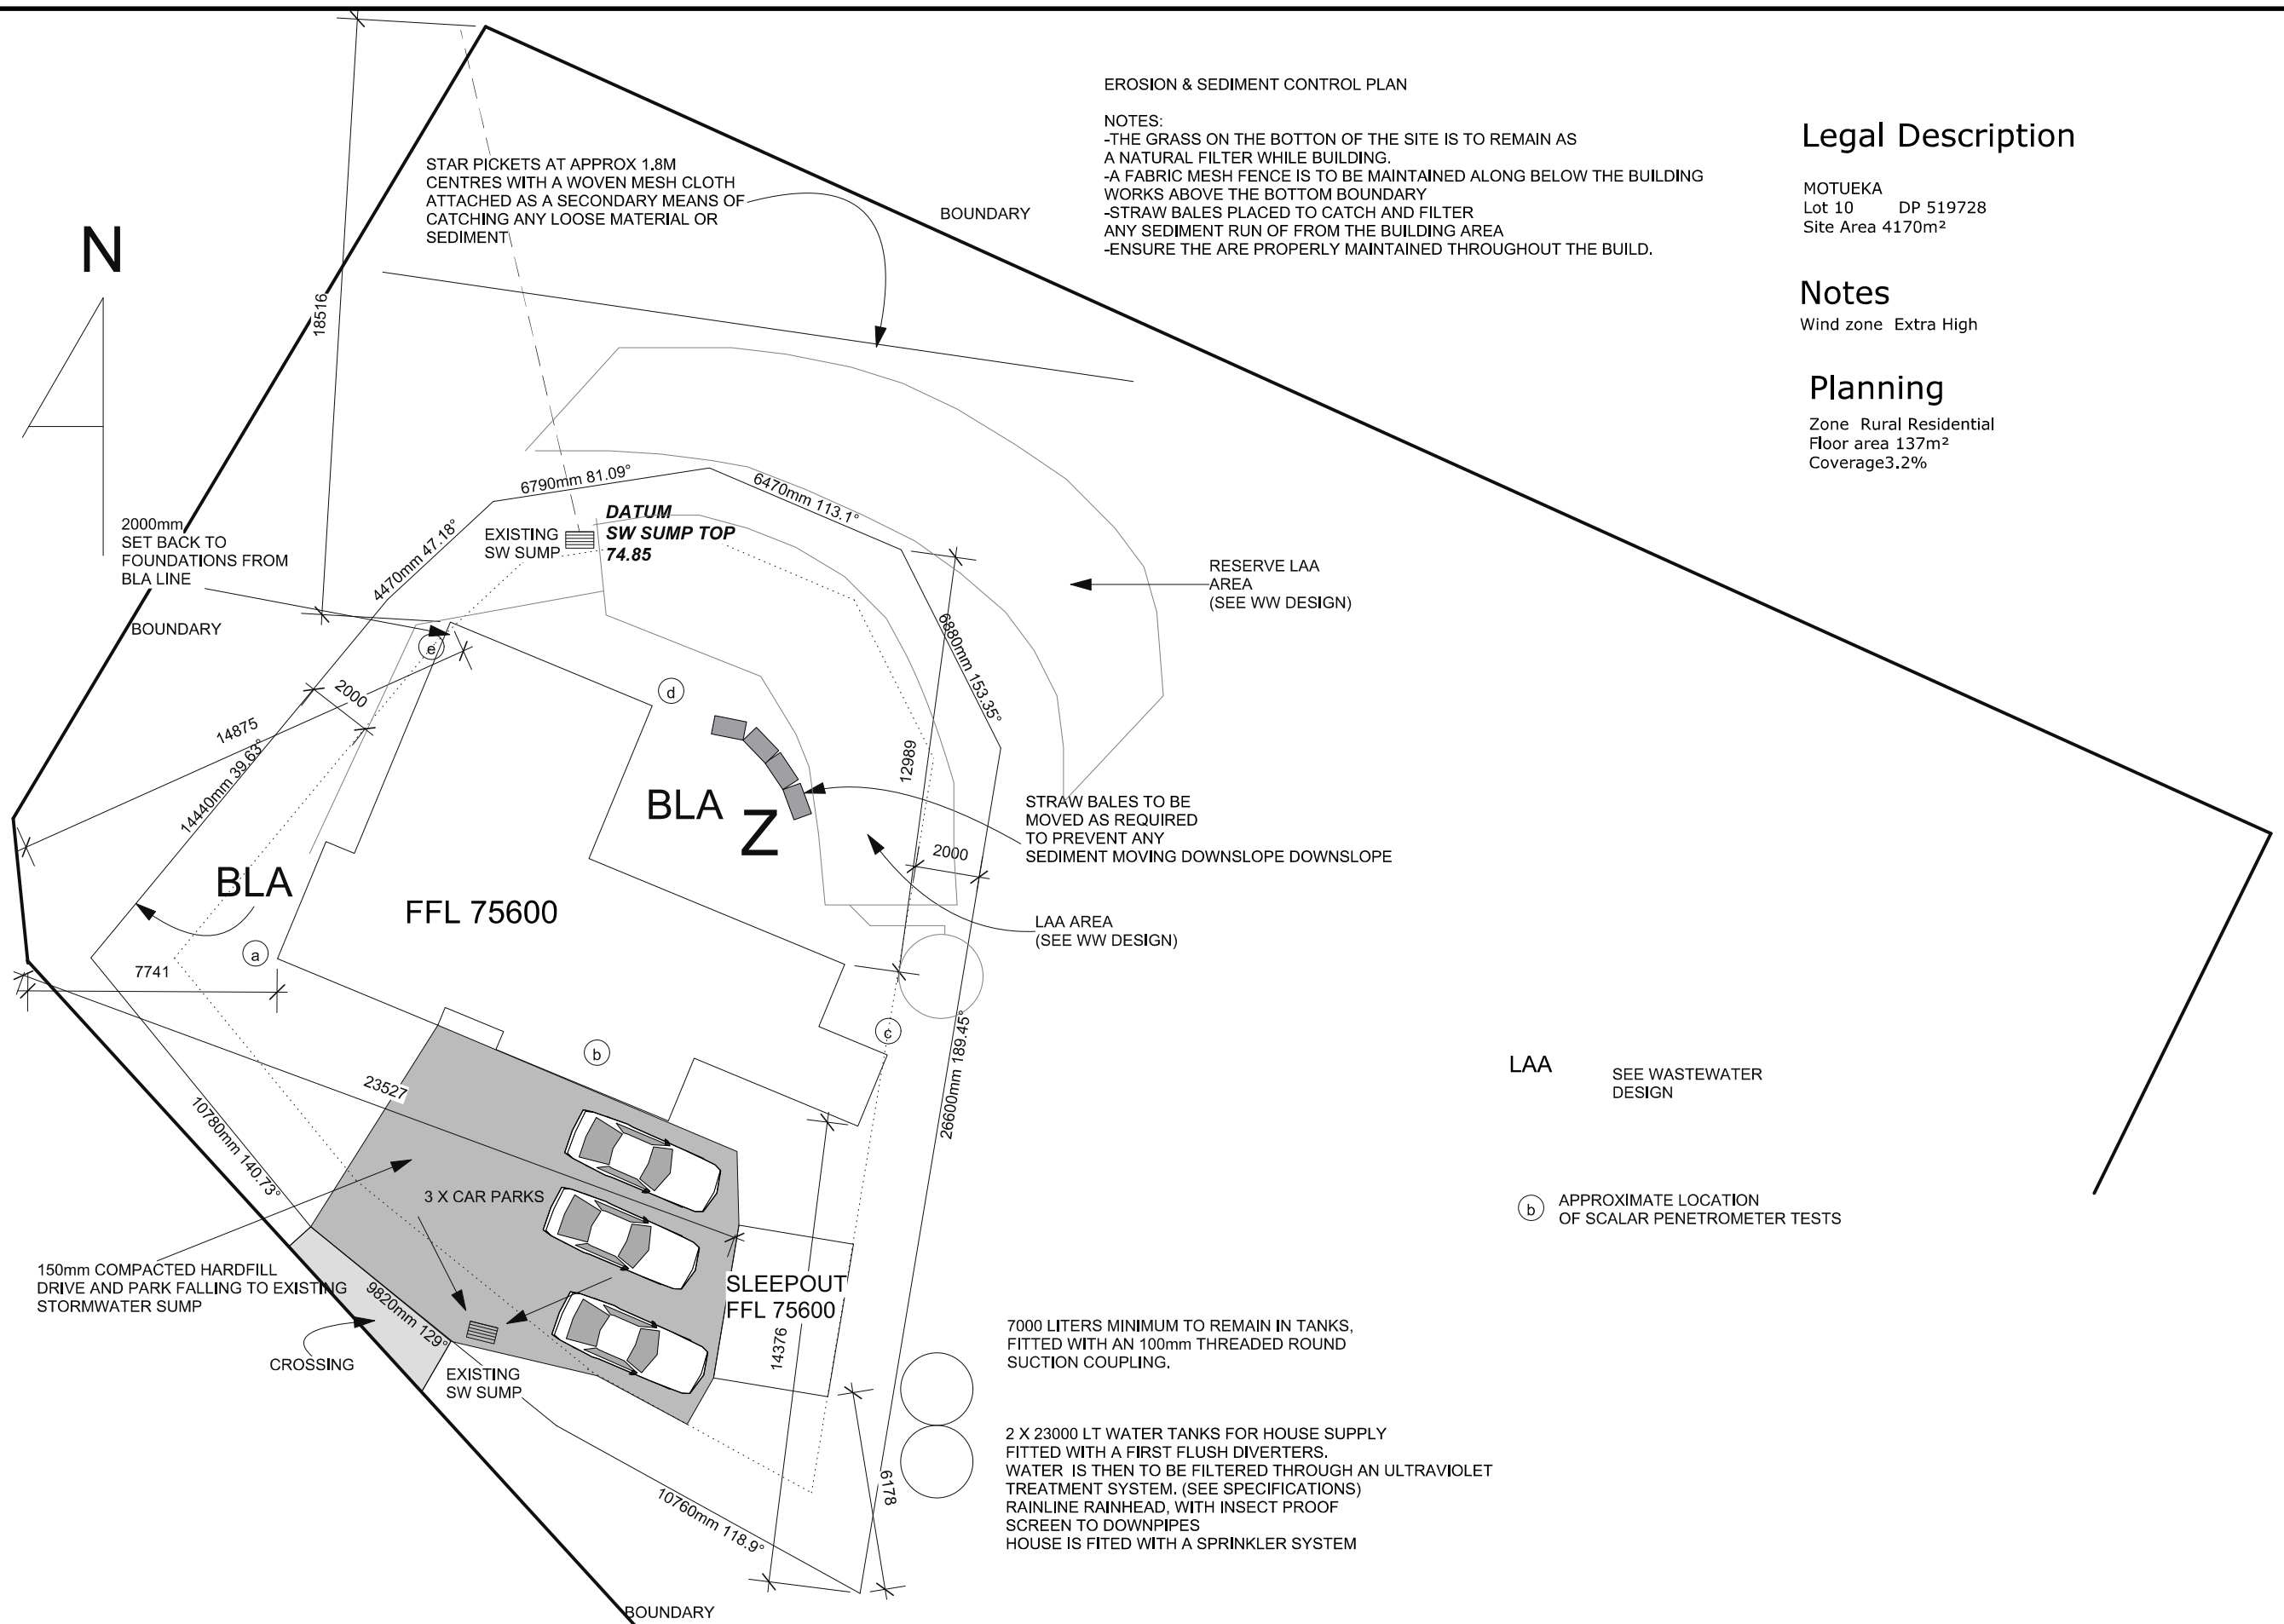 EROSION & SEDIMENT CONTROL PLAN
NOTES:
-THE GRASS ON THE BOTTON OF THE SITE IS TO REMAIN AS
A NATURAL FILTER WHILE BUILDING.
-A FABRIC MESH FENCE IS TO BE MAINTAINED ALONG BELOW THE BUILDING
WORKS ABOVE THE BOTTOM BOUNDARY
-STRAW BALES PLACED TO CATCH AND FILTER
ANY SEDIMENT RUN OF FROM THE BUILDING AREA
-ENSURE THE ARE PROPERLY MAINTAINED THROUGHOUT THE BUILD.
Legal Description
MOTUEKA
Lot 10 DP 519728
Site Area 4170m²
Notes
Wind zone Extra High
Planning
Zone Rural Residential
Floor area 137m²
Coverage3.2%
STAR PICKETS AT APPROX 1.8M
CENTRES WITH A WOVEN MESH CLOTH
ATTACHED AS A SECONDARY MEANS OF
CATCHING ANY LOOSE MATERIAL OR
SEDIMENT
BOUNDARY
N
18516
6790mm 81.09°
6470mm 113.1°
4470mm 47.18°
2000mm
SET BACK TO
FOUNDATIONS FROM
BLA LINE
EXISTING
SW SUMP
DATUM
SW SUMP TOP
74.85
RESERVE LAA
AREA
(SEE WW DESIGN)
BOUNDARY
e
d
6880mm 153.35°
2000
14875
14440mm 39.63°
12989
BLA
Z
STRAW BALES TO BE
MOVED AS REQUIRED
TO PREVENT ANY
SEDIMENT MOVING DOWNSLOPE DOWNSLOPE
2000
BLA
FFL 75600
LAA AREA
(SEE WW DESIGN)
a
7741
c
b
26600mm 189.45°
23527
10780mm 140.73°
LAA
SEE WASTEWATER
DESIGN
3 X CAR PARKS
b
APPROXIMATE LOCATION
OF SCALAR PENETROMETER TESTS
150mm COMPACTED HARDFILL
DRIVE AND PARK FALLING TO EXISTING
STORMWATER SUMP
9820mm 129°
SLEEPOUT
FFL 75600
14376
CROSSING
EXISTING
SW SUMP
7000 LITERS MINIMUM TO REMAIN IN TANKS,
FITTED WITH AN 100mm THREADED ROUND
SUCTION COUPLING.
2 X 23000 LT WATER TANKS FOR HOUSE SUPPLY
FITTED WITH A FIRST FLUSH DIVERTERS.
WATER IS THEN TO BE FILTERED THROUGH AN ULTRAVIOLET
TREATMENT SYSTEM. (SEE SPECIFICATIONS)
RAINLINE RAINHEAD, WITH INSECT PROOF
SCREEN TO DOWNPIPES
HOUSE IS FITED WITH A SPRINKLER SYSTEM
6178
10760mm 118.9°
BOUNDARY